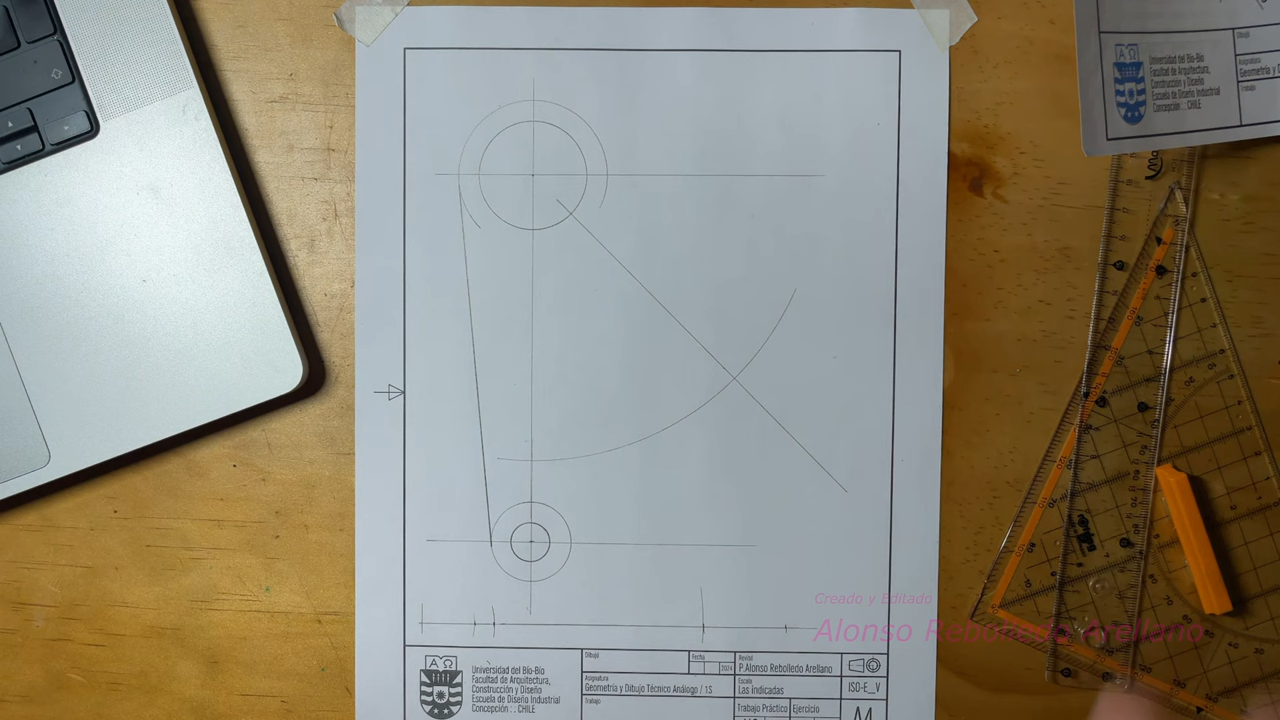 Universidad del Bío-Bío
Facultad de Arquitectura,
Construcción y Diseño
Escuela de Diseño Industrial
Concepción : : CHILE
Dibujó
Asignatura
Geometría y D
Trabajo
Creado y Editado
Alonso Rebolledo Arellano
Universidad del Bío-Bío
Facultad de Arquitectura,
Construcción y Diseño
Escuela de Diseño Industrial
Concepción : : CHILE
Dibujó
Fecha
2024
Revisó
P.Alonso Rebolledo Arellano
Asignatura
Geometría y Dibujo Técnico Análogo / 1S
Escala
Las indicadas
ISO-E_V
Trabajo
Trabajo Práctico
Ejercicio
A4